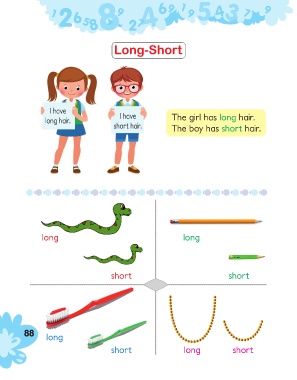 Long-Short
I have
long hair.
I have
short hair.
The girl has long hair.
The boy has short hair.
long
short
long
short
long
short
long
short
88